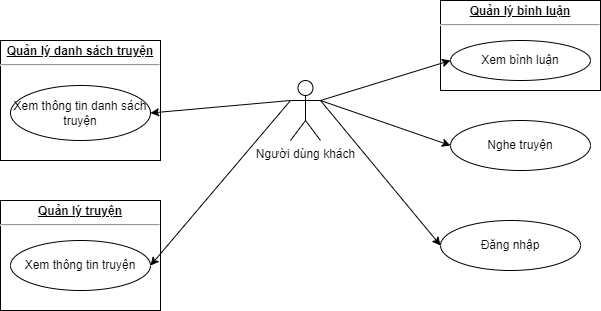 Quản lý bình luận
Xem bình luận
Quản lý danh sách truyện
Xem thông tin danh sách
truyện
Người dùng khách
Nghe truyện
Quản lý truyện
Xem thông tin truyện
Đăng nhập